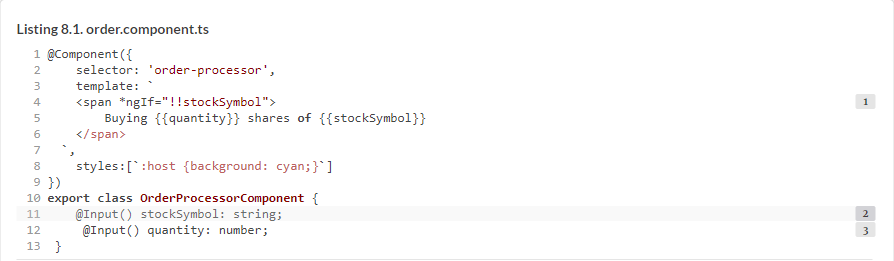 Listing 8.1. order.component.ts
1 @Component({
2     selector: 'order-processor',
3     template: `
4     <span *ngIf="!!stockSymbol"> 1
5         Buying {{quantity}} shares of {{stockSymbol}}
6     </span>
7   `,
8     styles:[`:host {background: cyan;}`]
9 })
10 export class OrderProcessorComponent {
11     @Input() stockSymbol: string; 2
12      @Input() quantity: number; 3
13  }